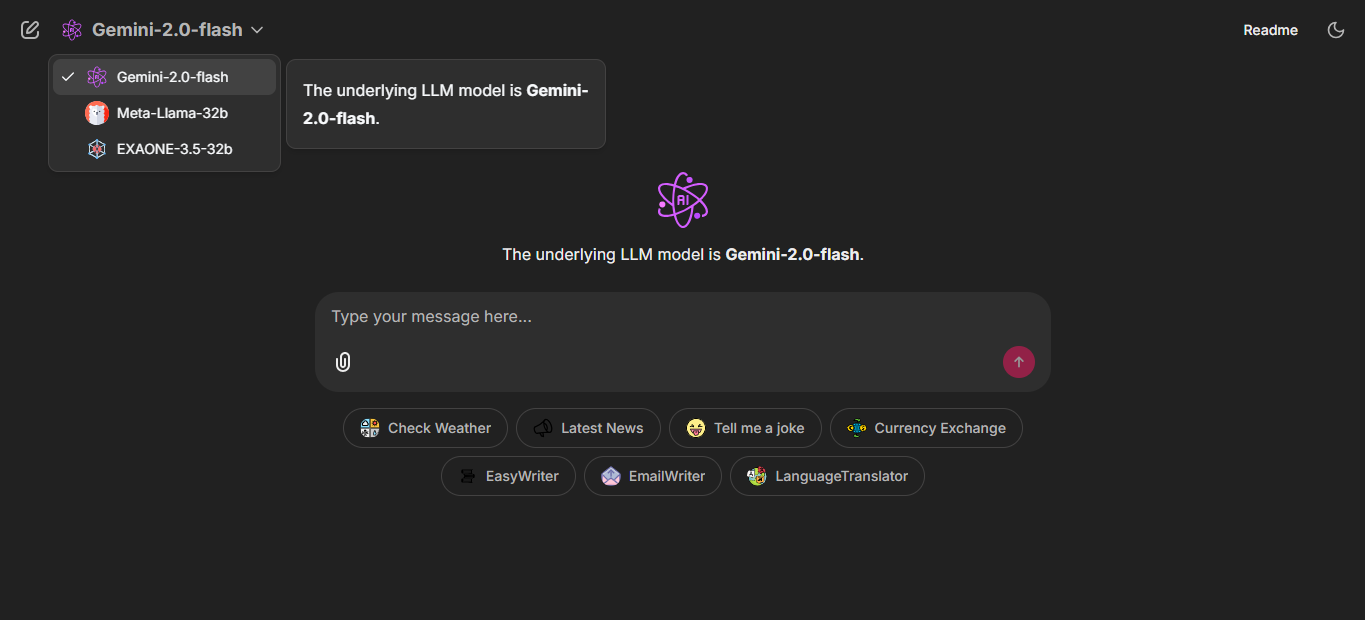 Gemini-2.0-flash
Readme
Gemini-2.0-flash
Meta-Llama-32b
EXAONE-3.5-32b
The underlying LLM model is Gemini-
2.0-flash.
AI
The underlying LLM model is Gemini-2.0-flash.
Type your message here...
Check Weather
Latest News
Tell me a joke
Currency Exchange
EasyWriter
EmailWriter
LanguageTranslator